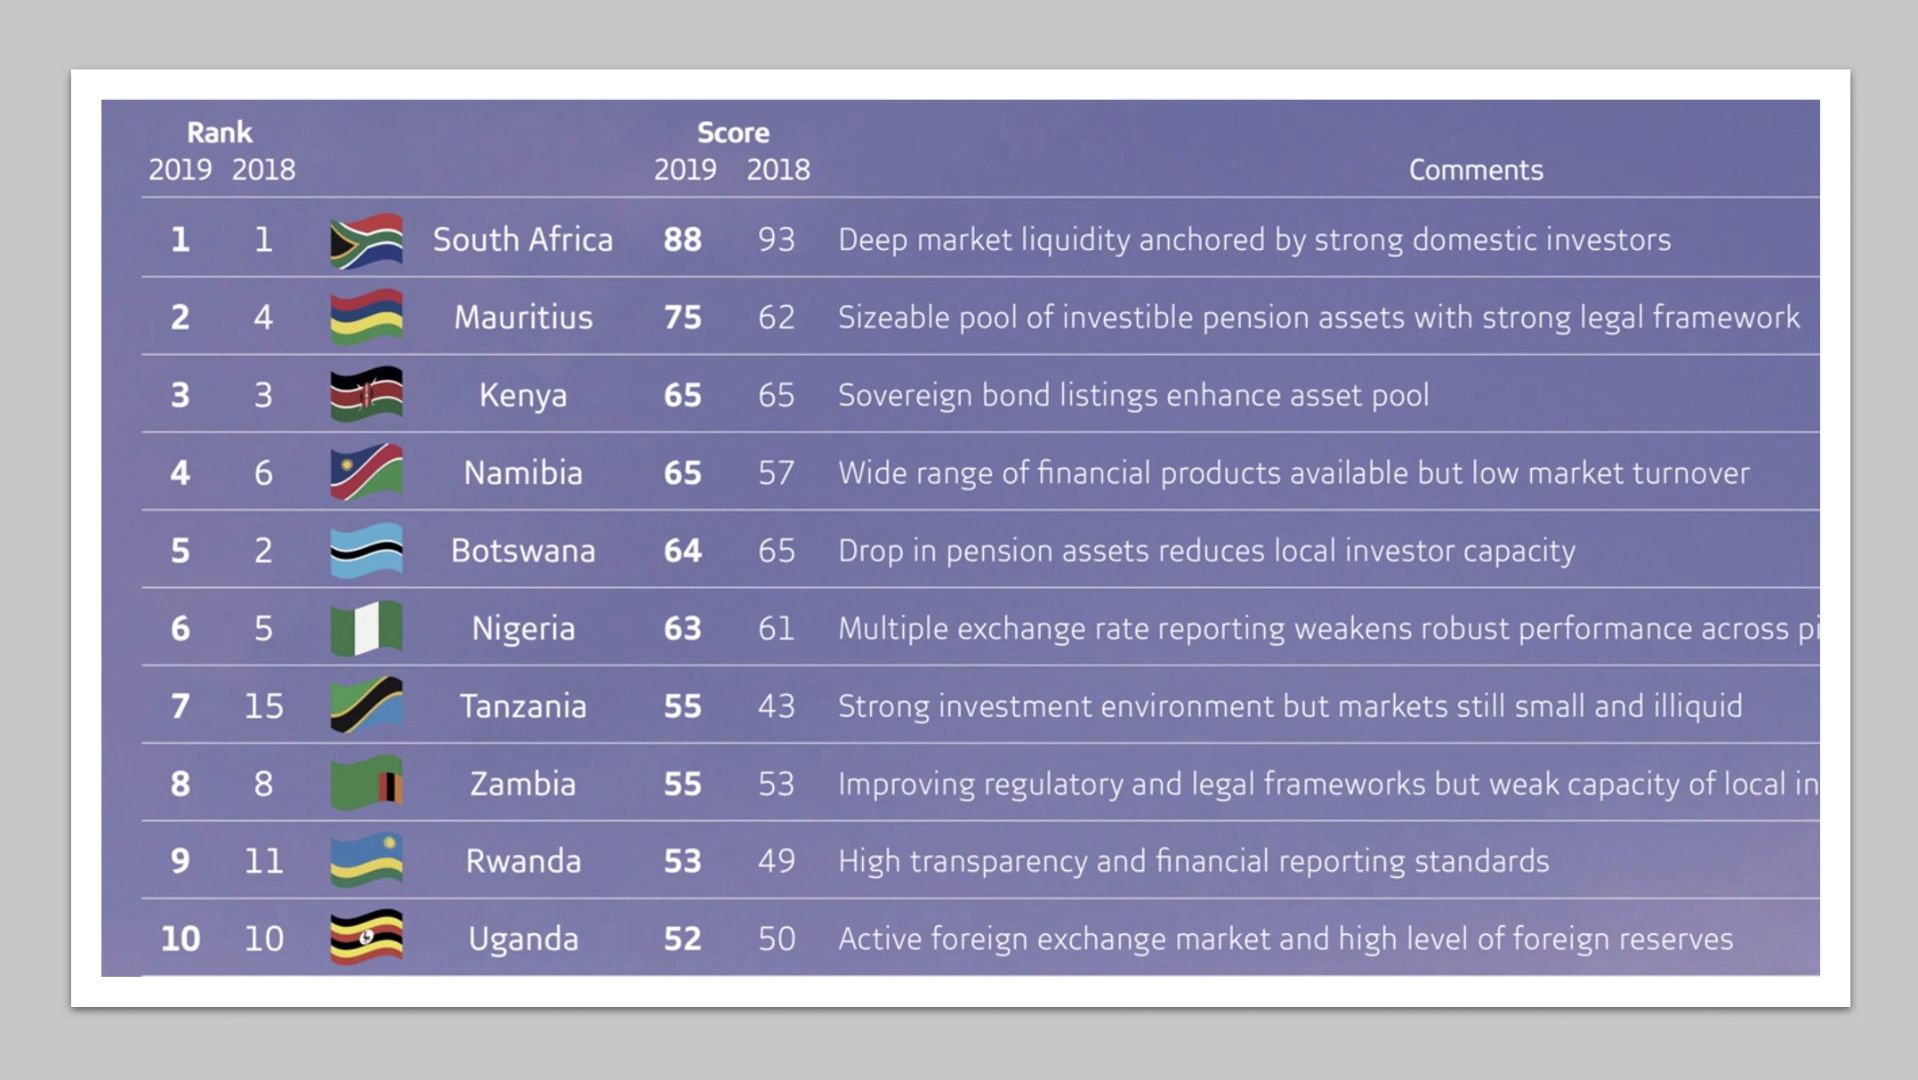 Rank Score
2019 2018 2019 2018 Comments
1 1 South Africa 88 93 Deep market liquidity anchored by strong domestic investors
2 4 Mauritius 75 62 Sizeable pool of investible pension assets with strong legal framework
3 3 Kenya 65 65 Sovereign bond listings enhance asset pool
4 6 Namibia 65 57 Wide range of financial products available but low market turnover
5 2 Botswana 64 65 Drop in pension assets reduces local investor capacity
6 5 Nigeria 63 61 Multiple exchange rate reporting weakens robust performance across pi
7 15 Tanzania 55 43 Strong investment environment but markets still small and illiquid
8 8 Zambia 55 53 Improving regulatory and legal frameworks but weak capacity of local in
9 11 Rwanda 53 49 High transparency and financial reporting standards
10 10 Uganda 52 50 Active foreign exchange market and high level of foreign reserves